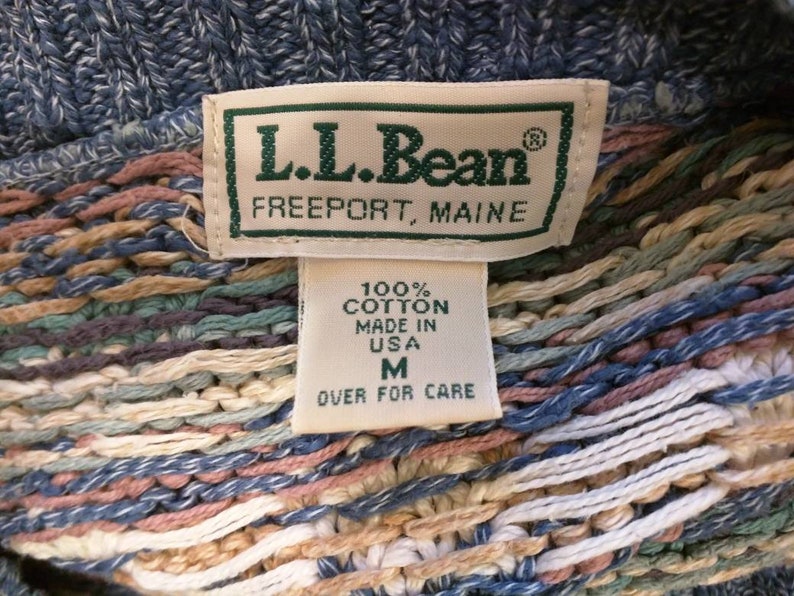 L.L.Bean®
FREEPORT, MAINE
100%
COTTON
MADE IN
USA
M
OVER FOR CARE